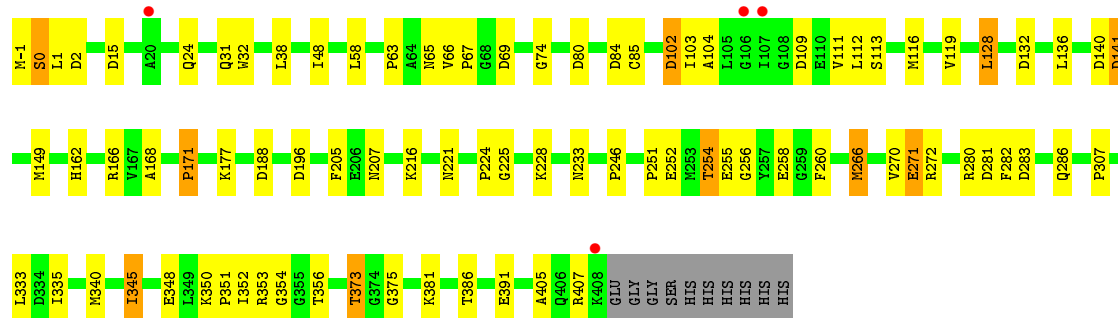 M-1 S0 L1 D2 D15 A20 Q24 Q31 W32 L38 I48 L58 P63 A64 N65 V66 P67 G68 D69 G74 D80 D84 C85 D102 I103 A104 L105 G106 I107 G108 D109 E110 V111 L112 S113 M116 V119 L128 D132 L136 D140 D141
M149 H162 R166 V167 A168 P171 K177 D188 D196 F205 E206 N207 K216 N221 P224 G225 K228 N233 P246 P251 E252 M253 T254 E255 G256 Y257 E258 G259 F260 M266 V270 E271 R272 R280 D281 F282 D283 Q286 P307
L333 D334 I335 M340 I345 E348 L349 K350 P351 I352 R353 G354 G355 T356 T373 G374 G375 K381 T386 E391 A405 Q406 R407 K408 GLU GLY GLY SER HIS HIS HIS HIS HIS HIS